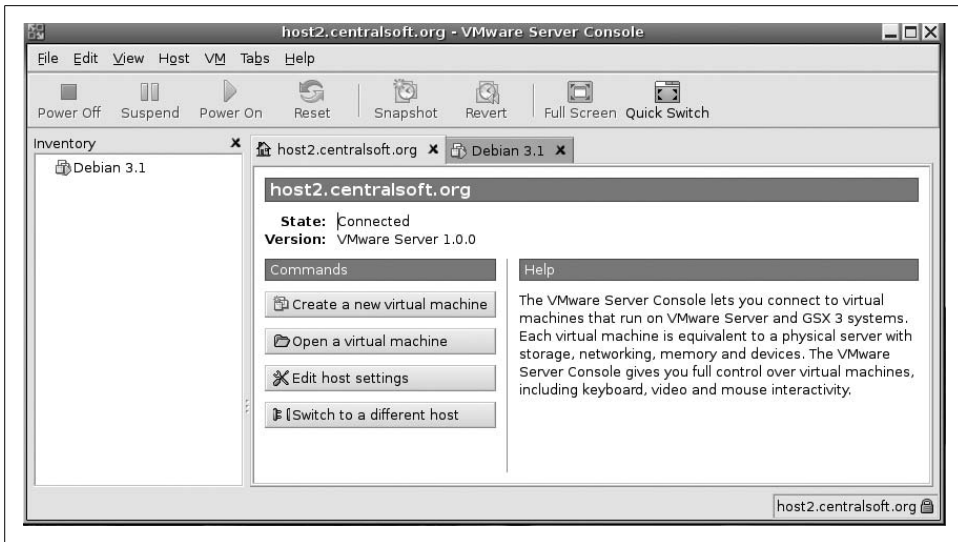 host2.centralsoft.org - VMware Server Console
File Edit View Host VM Tabs Help
Power Off Suspend Power On Reset Snapshot Revert Full Screen Quick Switch
Inventory
Debian 3.1
host2.centralsoft.org Debian 3.1
host2.centralsoft.org
State: Connected
Version: VMware Server 1.0.0
Commands
Create a new virtual machine
Open a virtual machine
Edit host settings
Switch to a different host
Help
The VMware Server Console lets you connect to virtual
machines that run on VMware Server and GSX 3 systems.
Each virtual machine is equivalent to a physical server with
storage, networking, memory and devices. The VMware
Server Console gives you full control over virtual machines,
including keyboard, video and mouse interactivity.
host2.centralsoft.org